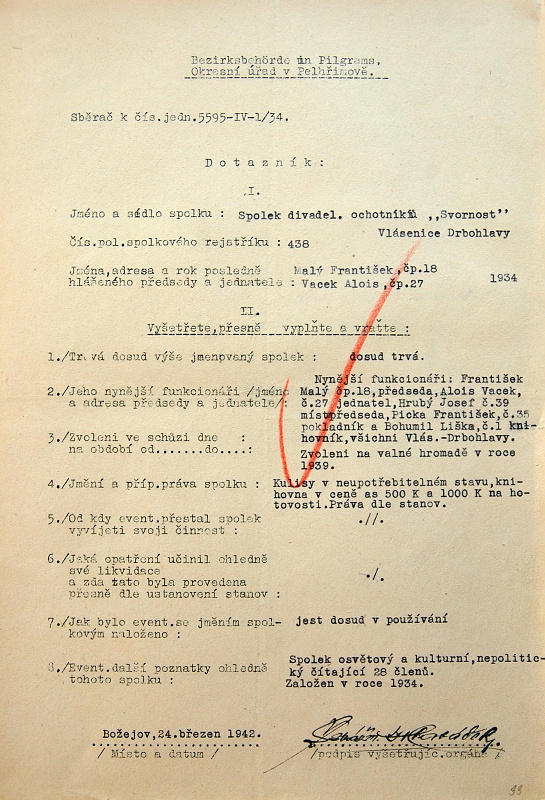 Bezirksbehörde in Pilgrams.
Okresní úřad v Pelhřimově.
Sběrač k čís.jedn.5595-IV-1/34.
Dotazník:
I.
Jméno a sídlo spolku : Spolek divadel. ochotníků ,,Svornost"
Vlásenice Drbohlavy
čís.pol.spolkového rejstříku : 438
Jména,adresa a rok posledně Malý František,čp.18
hlášeného předsedy a jednatele : Vacek Alois,čp.27 1934
II.
Vyšetřete,přesně vyplňte a vraťte :
1./Trvá dosud výše jmenovaný spolek : dosud trvá.
Nynější funkcionáři: František
2./Jeho nynější funkcionáři /jméno Malý čp.18,předseda,Alois Vacek,
a adresa předsedy a jednatele/: č.27 jednatel,Hrubý Josef č.39
místpředseda,Picka František,č.35
pokladník a Bohumil Liška,č.1 kni-
3./Zvoleni ve schůzi dne : hovník,všichni Vlás.-Drbohlavy.
na období od.......do....: Zvoleni na valné hromadě v roce
1939.
4./Jmění a příp.práva spolku : Kulisy v neupotřebitelném stavu,kni-
hovna v ceně as 500 K a 1000 K na ho-
tovosti.Práva dle stanov.
5./Od kdy event.přestal spolek .//.
vyvíjeti svoji činnost :
6./Jaká opatření učinil ohledně
své likvidace
a zda tato byla provedena ./.
přesně dle ustanovení stanov :
7./Jak bylo event.se jměním spol- jest dosud v používání
kovým naloženo :
8./Event.další poznatky ohledně Spolek osvětový a kulturní,nepolitic-
tohoto spolku : ký čítající 28 členů.
Založen v roce 1934.
Božejov,24.březen 1942.
/ Místo a datum / /podpis vyšetřujíc.orgána /
93